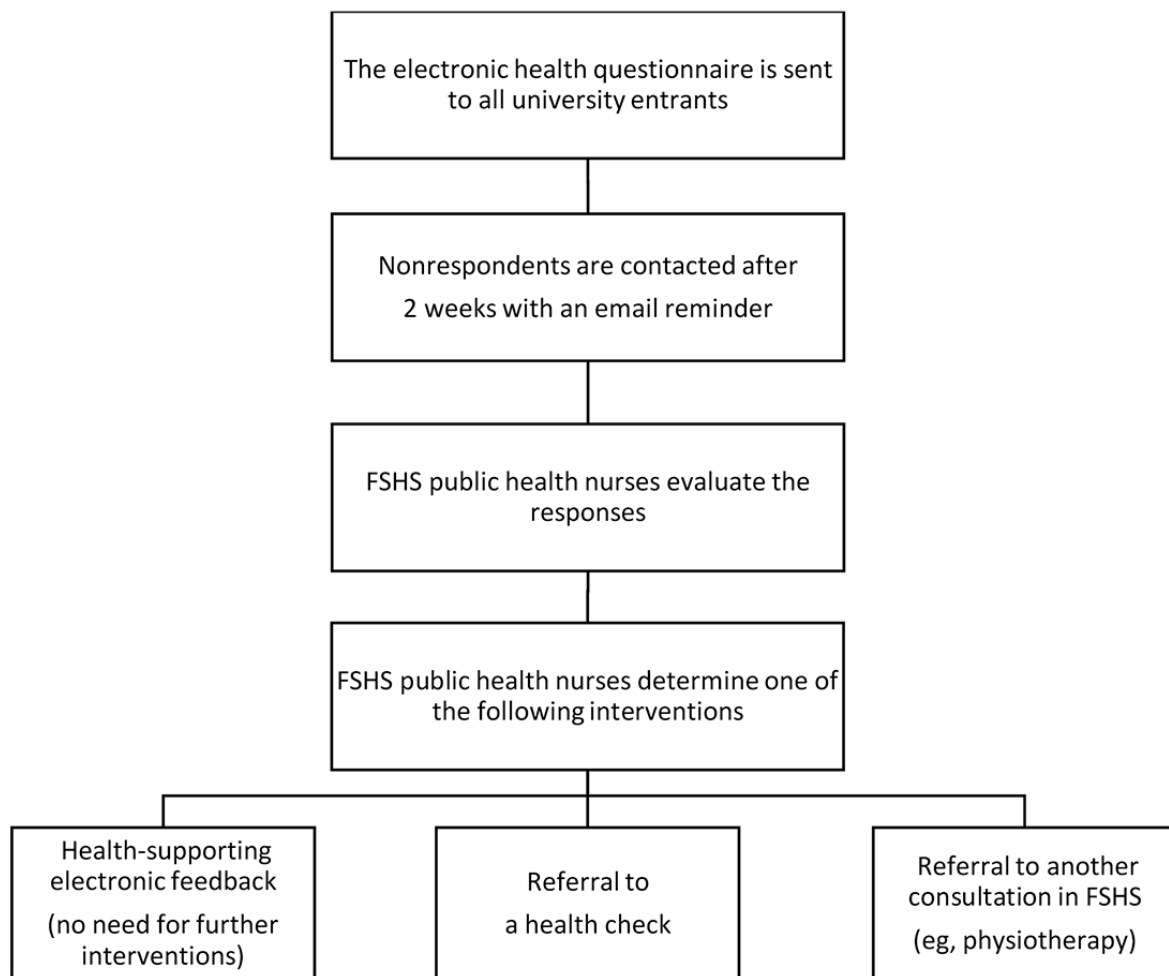 The electronic health questionnaire is sent
to all university entrants
Nonrespondents are contacted after
2 weeks with an email reminder
FSHS public health nurses evaluate the
responses
FSHS public health nurses determine one of
the following interventions
Health-supporting
electronic feedback
(no need for further
interventions)
Referral to
a health check
Referral to another
consultation in FSHS
(eg, physiotherapy)